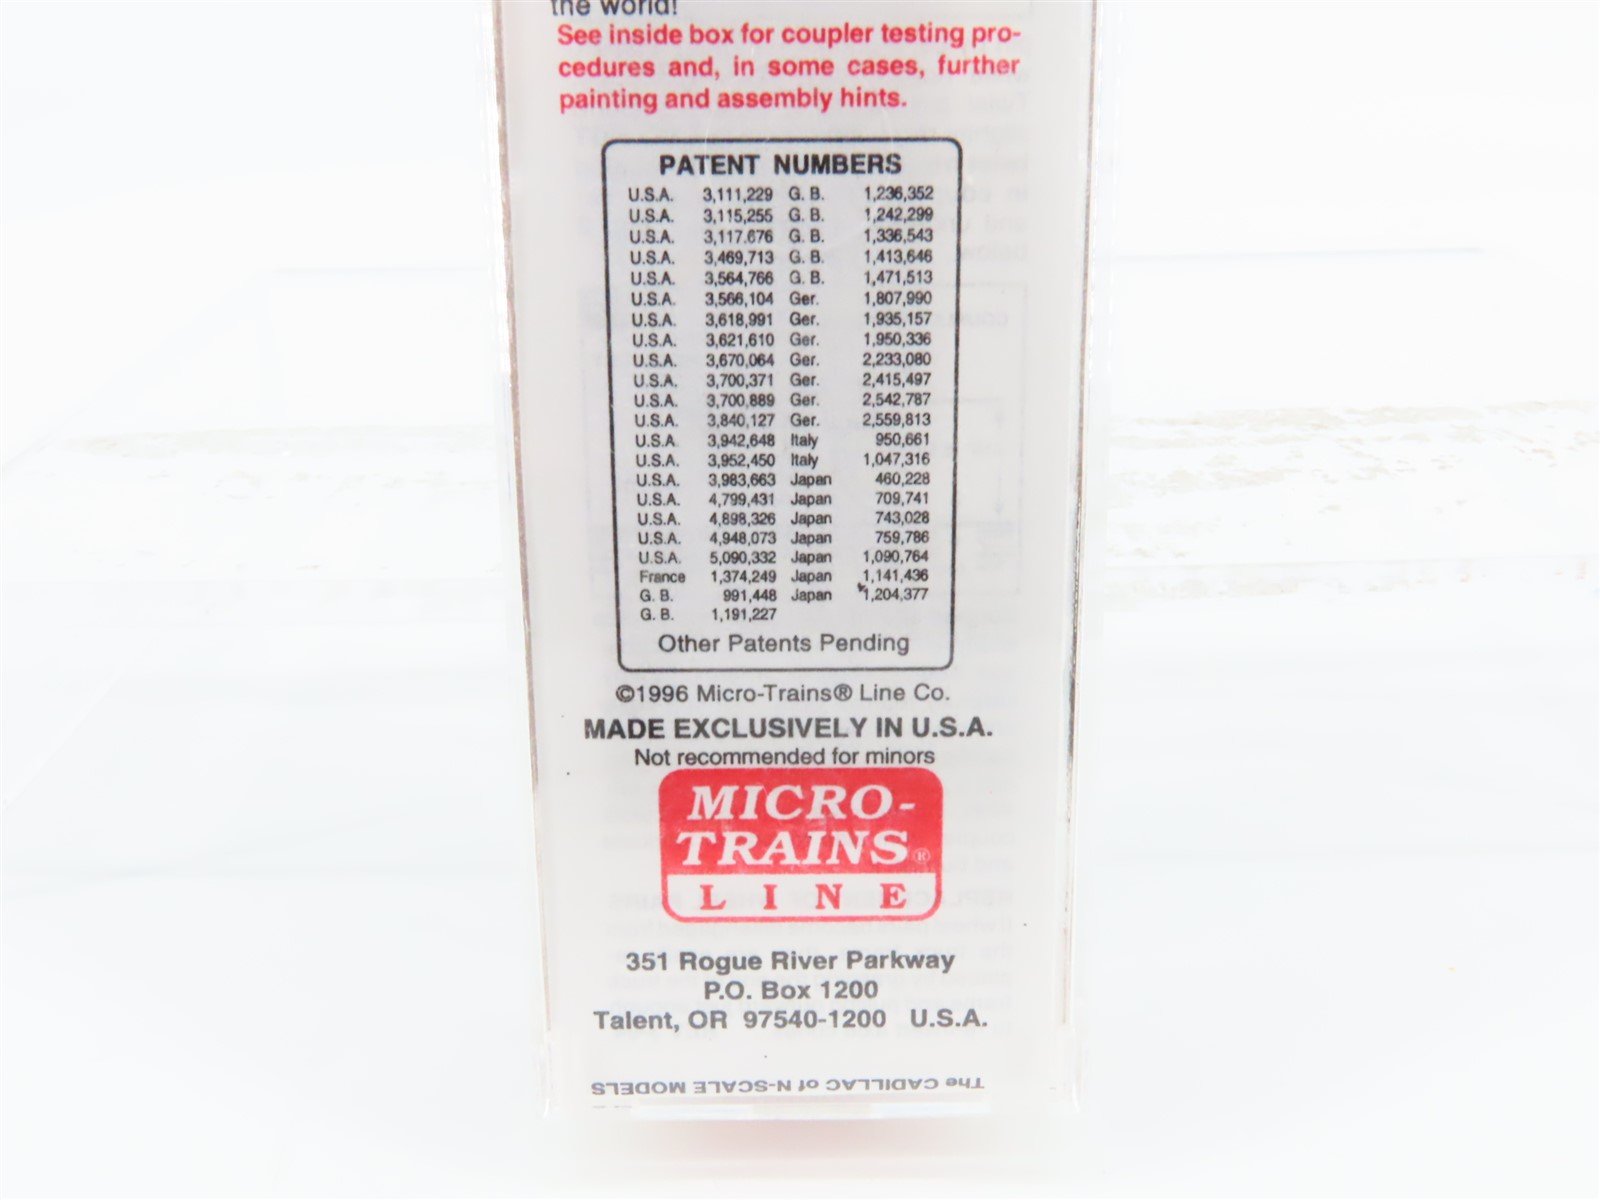 the world!
See inside box for coupler testing pro-
cedures and, in some cases, further
painting and assembly hints.
PATENT NUMBERS
U.S.A. 3,111,229 G. B. 1,236,352
U.S.A. 3,115,255 G. B. 1,242,299
U.S.A. 3,117.676 G. B. 1,336,543
U.S.A. 3,469,713 G. B. 1,413,646
U.S.A. 3,564,766 G. B. 1,471,513
U.S.A. 3,566,104 Ger. 1,807,990
U.S.A. 3,618,991 Ger. 1,935,157
U.S.A. 3,621,610 Ger. 1,950,336
U.S.A. 3,670,064 Ger. 2,233,080
U.S.A. 3,700,371 Ger. 2,415,497
U.S.A. 3,700,889 Ger. 2,542,787
U.S.A. 3,840,127 Ger. 2,559,813
U.S.A 3,942,648 Italy 950,661
U.S.A. 3,952,450 Italy 1,047,316
U.S.A. 3,983,663 Japan 460,228
U.S.A. 4,799,431 Japan 709,741
U.S.A. 4,898,326 Japan 743,028
U.S.A. 4,948,073 Japan 759,786
U.S.A. 5,090,332 Japan 1,090,764
France 1,374,249 Japan 1,141,436
G. B. 991,448 Japan 1,204,377
G. B. 1,191,227
Other Patents Pending
©1996 Micro-Trains® Line Co.
MADE EXCLUSIVELY IN U.S.A.
Not recommended for minors
MICRO-
TRAINS®
LINE
351 Rogue River Parkway
P.O. Box 1200
Talent, OR 97540-1200 U.S.A.
The CADILLAC of N-SCALE MODELS